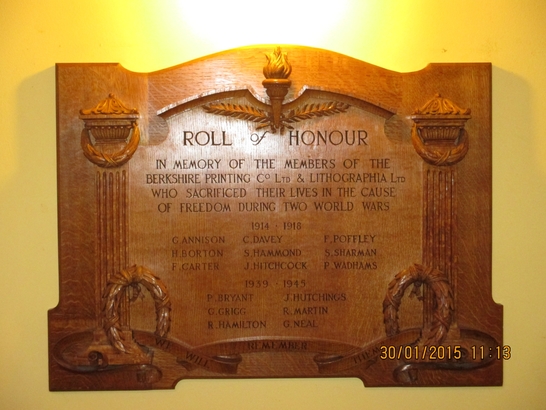 ROLL of HONOUR
IN MEMORY OF THE MEMBERS OF THE
BERKSHIRE PRINTING Co LTD & LITHOGRAPHIA LTD
WHO SACRIFICED THEIR LIVES IN THE CAUSE
OF FREEDOM DURING TWO WORLD WARS
1914 - 1918
G. ANNISON C. DAVEY F. POFFLEY
H. BORTON S. HAMMOND S. SHARMAN
F. CARTER J. HITCHCOCK P. WADHAMS
1939 - 1945
P. BRYANT J. HUTCHINGS
G. GRIGG R. MARTIN
R. HAMILTON G. NEAL
WE WILL REMEMBER THEM
30/01/2015 11:13